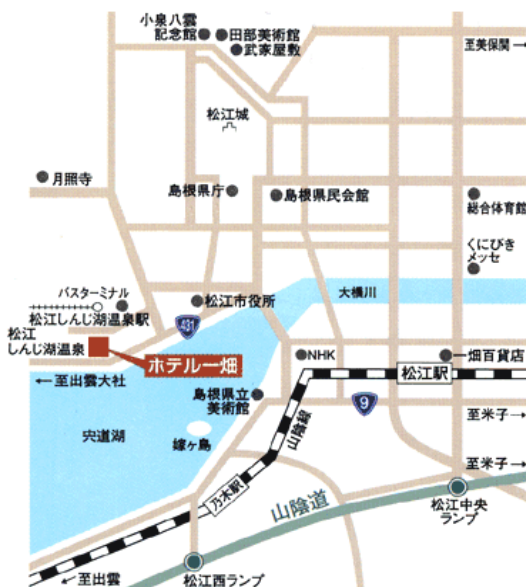 小泉八雲
記念館
田部美術館
武家屋敷
至美保関→
松江城
月照寺
島根県庁
島根県民会館
総合体育館
くにびき
メッセ
バスターミナル
松江しんじ湖温泉駅
松江市役所
大橋川
431
松江
しんじ湖温泉
ホテル一畑
NHK
一畑百貨店
松江駅
←至出雲大社
島根県立
美術館
9
至米子→
宍道湖
嫁ヶ島
山陰線
至米子→
乃木駅
山陰道
松江中央
ランプ
←至出雲
松江西ランプ